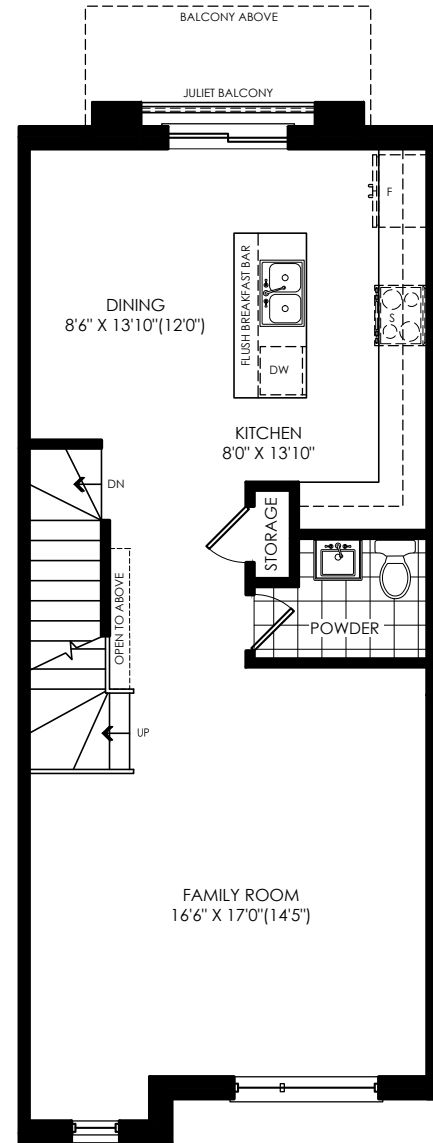 BALCONY ABOVE
JULIET BALCONY
F
DINING
8'6" X 13'10"(12'0")
FLUSH BREAKFAST BAR
S
DW
KITCHEN
8'0" X 13'10"
DN
STORAGE
OPEN TO ABOVE
POWDER
UP
FAMILY ROOM
16'6" X 17'0"(14'5")